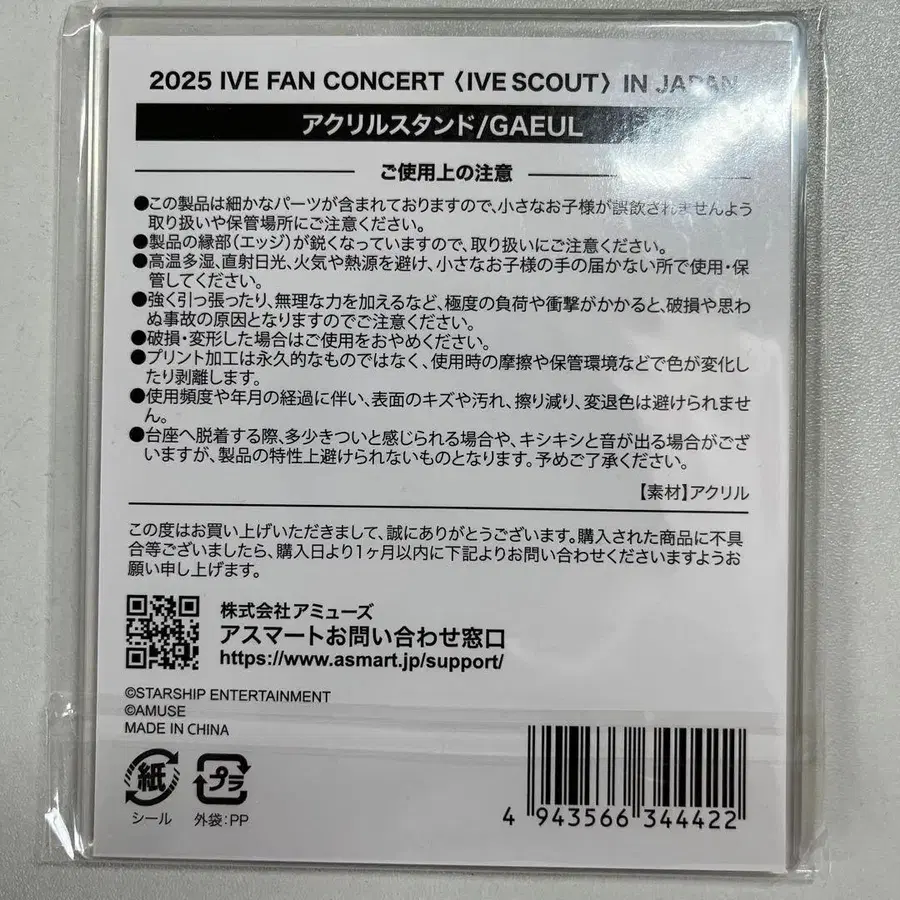 2025 IVE FAN CONCERT〈IVE SCOUT〉IN JAPAN
アクリルスタンド/GAEUL
ご使用上の注意
●この製品は細かなパーツが含まれておりますので、小さなお子様が誤飲されませんよう
取り扱いや保管場所にご注意ください。
●製品の縁部(エッジ)が鋭くなっていますので、取り扱いにご注意ください。
●高温多湿、直射日光、火気や熱源を避け、小さなお子様の手の届かない所で使用・保
管してください。
●強く引っ張ったり、無理な力を加えるなど、極度の負荷や衝撃がかかると、破損や思わ
ぬ事故の原因となりますのでご注意ください。
●破損・変形した場合はご使用をおやめください。
●プリント加工は永久的なものではなく、使用時の摩擦や保管環境などで色が変化し
たり剥離します。
●使用頻度や年月の経過に伴い、表面のキズや汚れ、擦り減り、変退色は避けられませ
ん。
●台座へ脱着する際、多少きついと感じられる場合や、キシキシと音が出る場合がござ
いますが、製品の特性上避けられないものとなります。予めご了承ください。
【素材】アクリル
この度はお買い上げいただきまして、誠にありがとうございます。購入された商品に不具
合等ございましたら、購入日より1ヶ月以内に下記よりお問い合わせくださいますようお
願い申し上げます。
株式会社アミューズ
アスマートお問い合わせ窓口
https://www.asmart.jp/support/
©STARSHIP ENTERTAINMENT
©AMUSE
MADE IN CHINA
紙
プラ
シール
外袋:PP
4 943566 344422